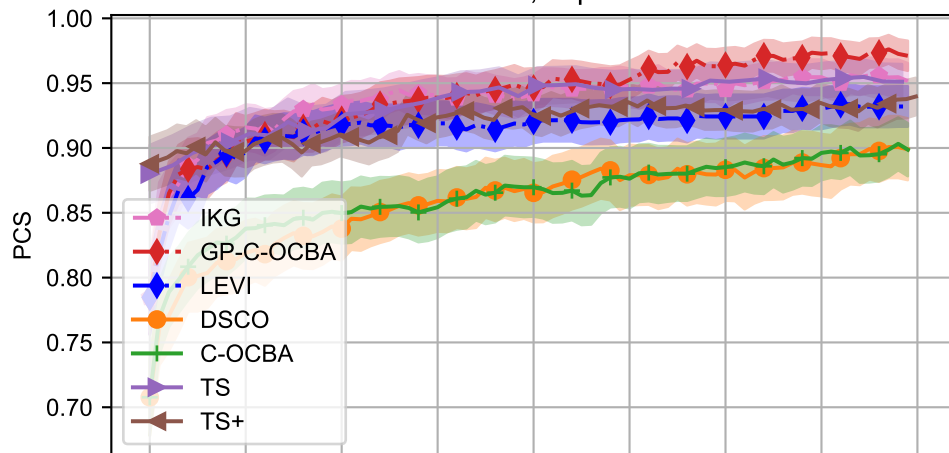 1.00
0.95
0.90
0.85
0.80
0.75
0.70
PCS
IKG
GP-C-OCBA
LEVI
DSCO
C-OCBA
TS
TS+